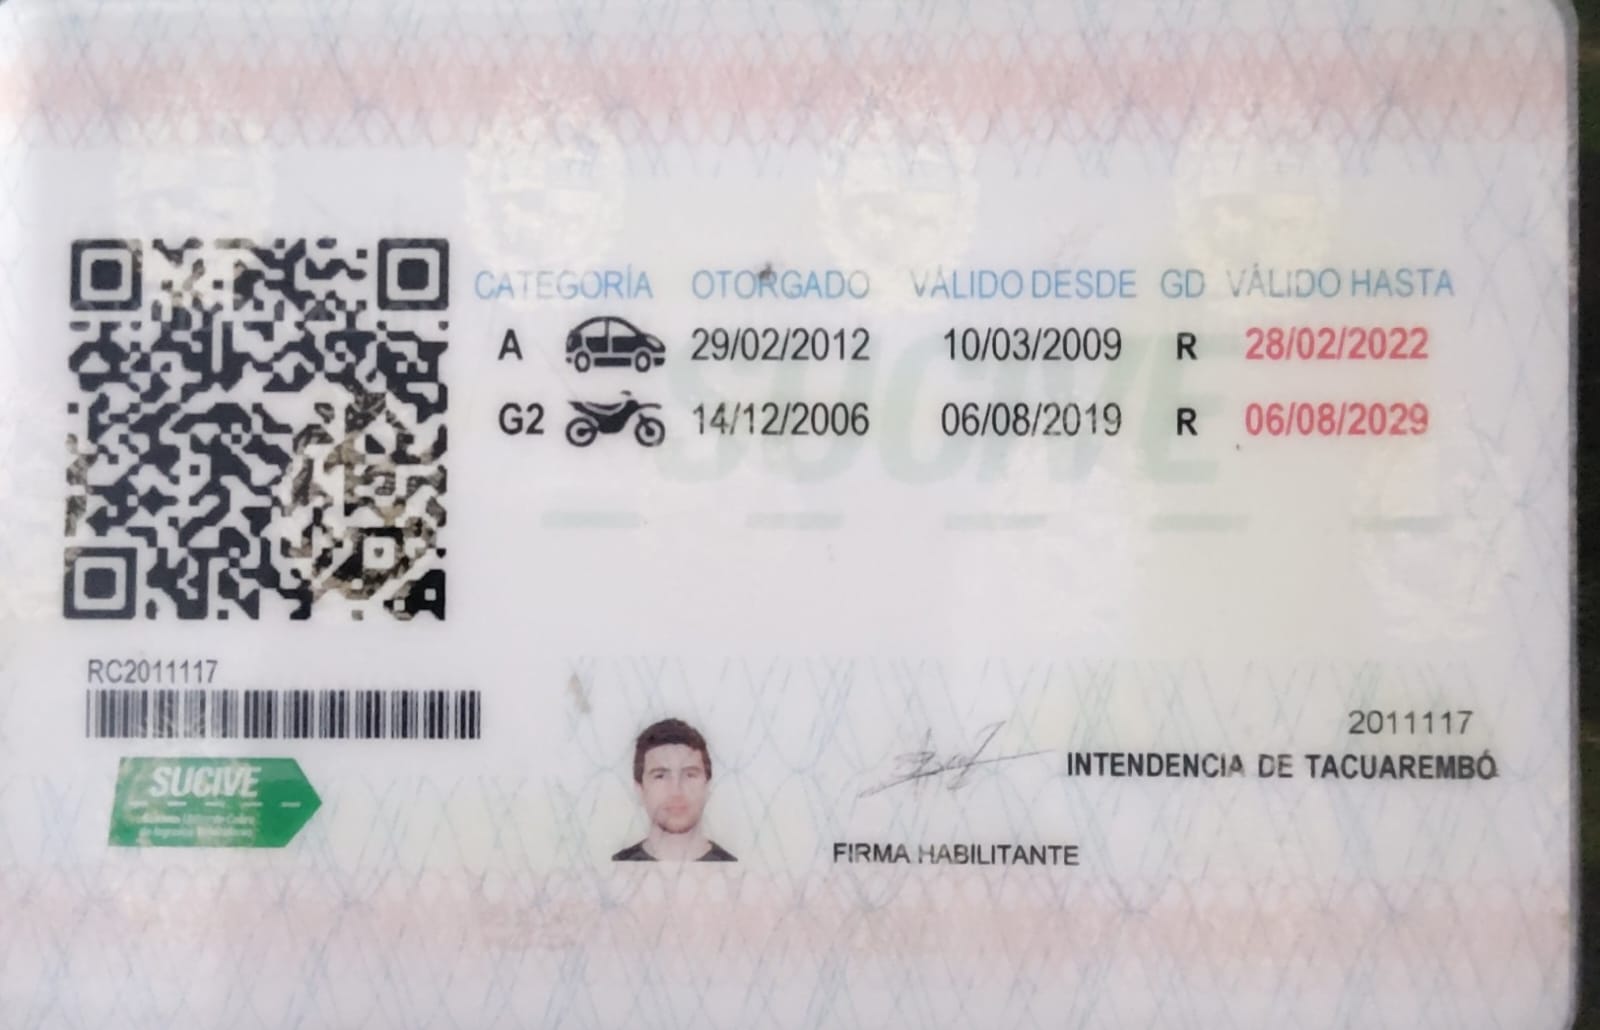 CATEGORÍA OTORGADO VÁLIDO DESDE GD VÁLIDO HASTA
A 29/02/2012 10/03/2009 R 28/02/2022
G2 14/12/2006 06/08/2019 R 06/08/2029
SUCIVE
RC2011117
2011117
INTENDENCIA DE TACUAREMBÓ
SUCIVE
FIRMA HABILITANTE